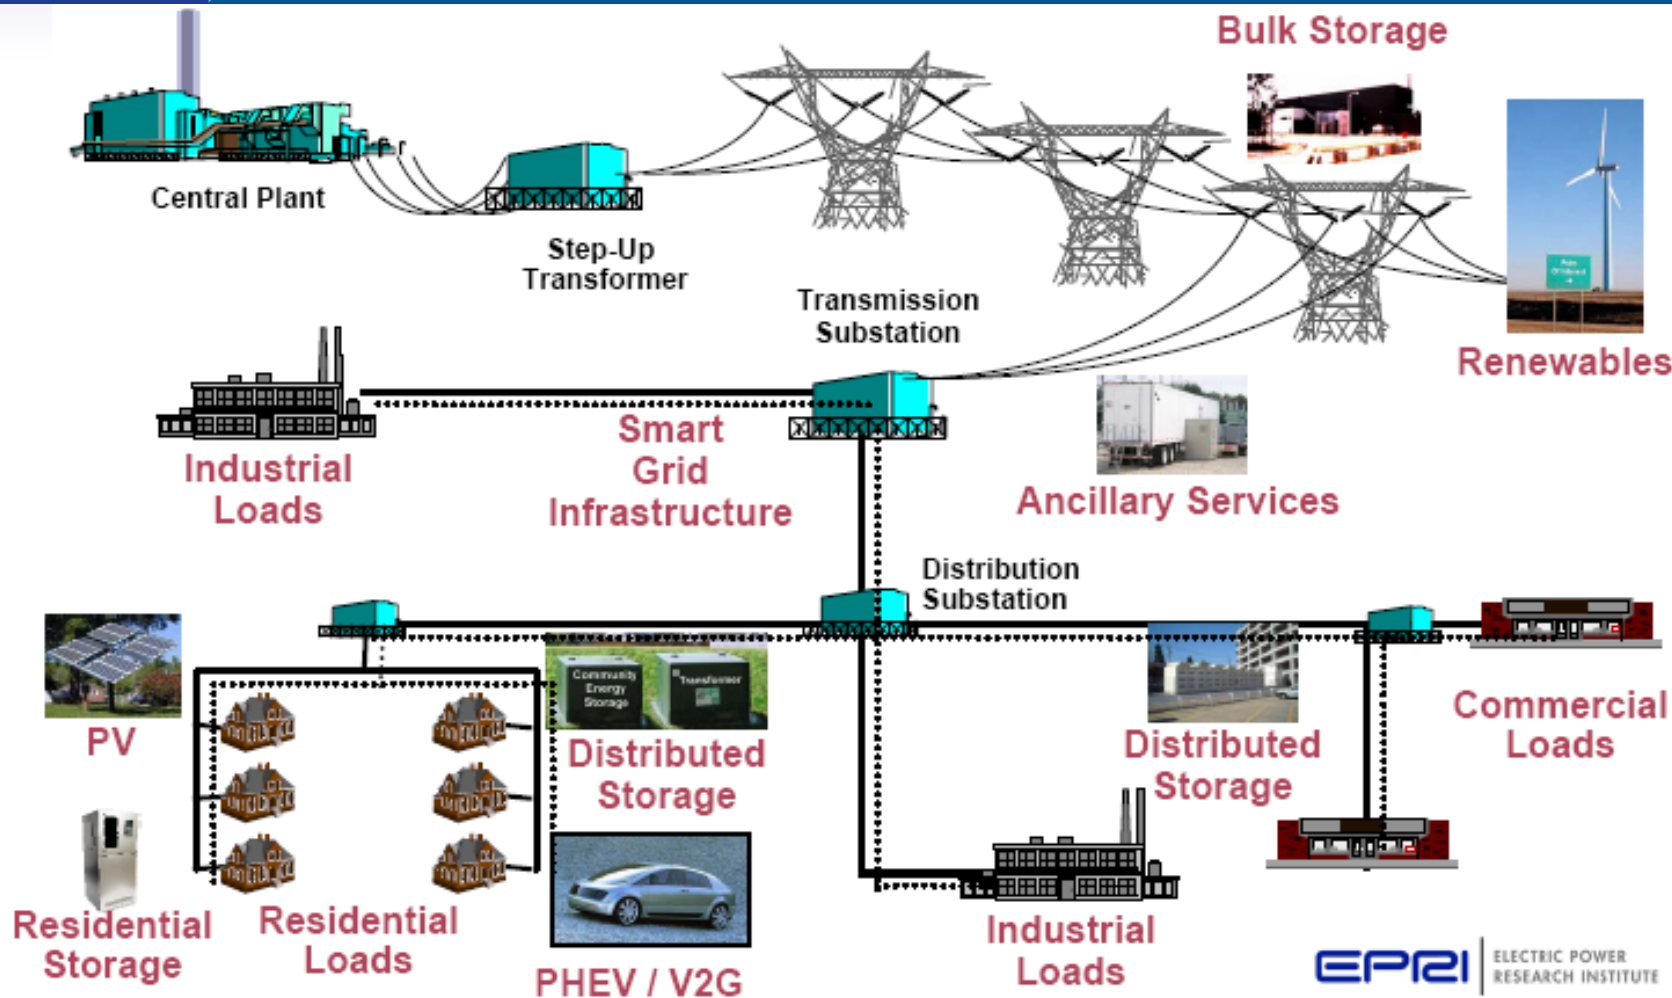 Bulk Storage
Central Plant
Step-Up
Transformer
Transmission
Substation
Renewables
Smart
Grid
Infrastructure
Industrial
Loads
Ancillary Services
Distribution
Substation
PV
Community
Energy
Storage
Transformer
Distributed
Storage
Distributed
Storage
Commercial
Loads
Residential
Storage
Residential
Loads
PHEV / V2G
Industrial
Loads
EPRI
ELECTRIC POWER
RESEARCH INSTITUTE